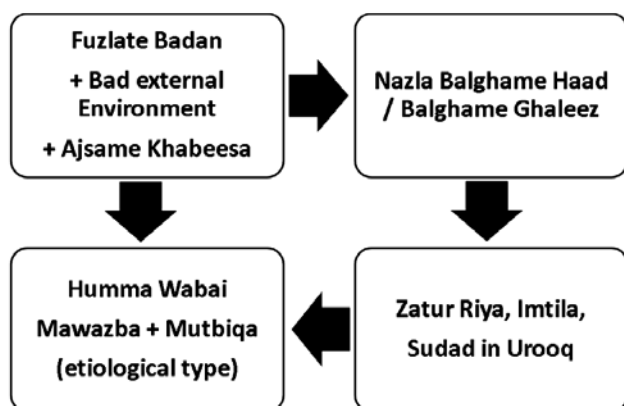 Fuzlate Badan
+ Bad external
Environment
+ Ajsame Khabeesa
Nazla Balghame Haad
/ Balghame Ghaleez
Humma Wabai
Mawazba + Mutbiqa
(etiological type)
Zatur Riya, Imtila,
Sudad in Urooq